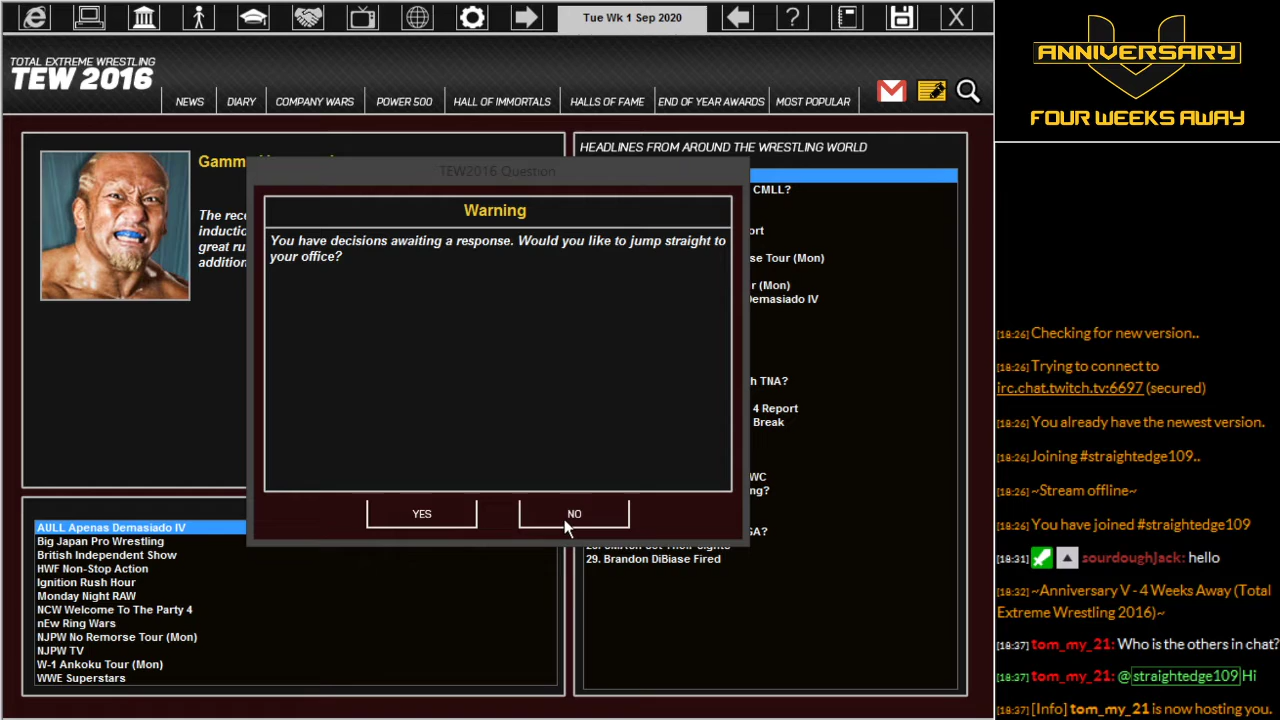 Tue Wk 1 Sep 2020
?
X
TOTAL EXTREME WRESTLING
TEW 2016
NEWS
DIARY
COMPANY WARS
POWER 500
HALL OF IMMORTALS
HALLS OF FAME
END OF YEAR AWARDS
MOST POPULAR
Gamm
The rece
inductio
great ru
addition
HEADLINES FROM AROUND THE WRESTLING WORLD
CMLL?
ort
se Tour (Mon)
r (Mon)
Demasiado IV
h TNA?
4 Report
Break
WC
ng?
SA?
29. Brandon DiBiase Fired
TEW2016 Question
Warning
You have decisions awaiting a response. Would you like to jump straight to
your office?
YES
NO
AULL Apenas Demasiado IV
Big Japan Pro Wrestling
British Independent Show
HWF Non-Stop Action
Ignition Rush Hour
Monday Night RAW
NCW Welcome To The Party 4
nEw Ring Wars
NJPW No Remorse Tour (Mon)
NJPW TV
W-1 Ankoku Tour (Mon)
WWE Superstars
ANNIVERSARY
FOUR WEEKS AWAY
[18:26] Checking for new version..
[18:26] Trying to connect to
irc.chat.twitch.tv:6697 (secured)
[18:26] You already have the newest version.
[18:26] Joining #straightedge109..
[18:26] ~Stream offline~
[18:26] You have joined #straightedge109
[18:31] sourdoughjack: hello
[18:32] ~Anniversary V - 4 Weeks Away (Total
Extreme Wrestling 2016)~
[18:37] tom_my_21: Who is the others in chat?
[18:37] tom_my_21: @straightedge109 Hi
[18:37] [Info] tom_my_21 is now hosting you.